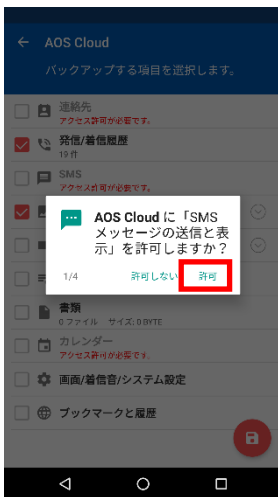 AOS Cloud
バックアップする項目を選択します。
連絡先
アクセス許可が必要です。
発信/着信履歴
19件
SMS
アクセス許可が必要です。
AOS Cloud に「SMS
メッセージの送信と表
示」を許可しますか？
1/4 許可しない 許可
書類
0ファイル サイズ: 0BYTE
カレンダー
アクセス許可が必要です。
画面/着信音/システム設定
ブックマークと履歴